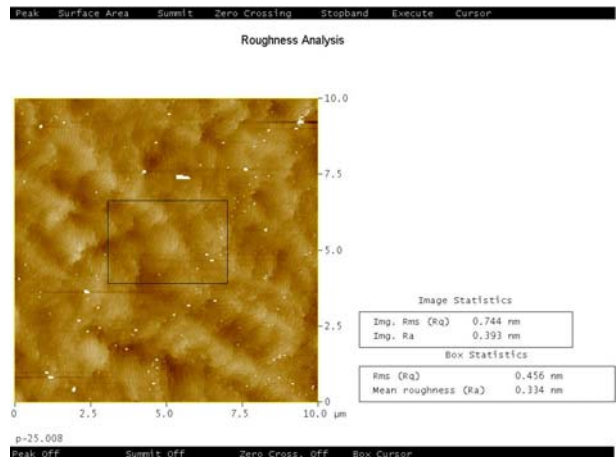 Peak Surface Area Summit Zero Crossing Stopband Execute Cursor
Roughness Analysis
10.0
7.5
5.0
2.5
0
0 2.5 5.0 7.5 10.0 µm
Image Statistics
Img. Rms (Rq) 0.744 nm
Img. Ra 0.393 nm
Box Statistics
Rms (Rq) 0.456 nm
Mean roughness (Ra) 0.334 nm
p-25.008
Peak Off Summit Off Zero Cross. Off Box Cursor